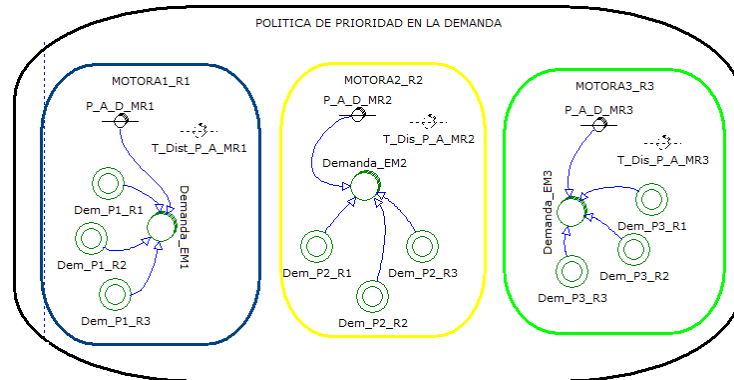 POLITICA DE PRIORIDAD EN LA DEMANDA
MOTORA1_R1
P_A_D_MR1
T_Dist_P_A_MR1
Dem_P1_R1
Demanda_EM1
Dem_P1_R2
Dem_P1_R3
MOTORA2_R2
P_A_D_MR2
T_Dis_P_A_MR2
Demanda_EM2
Dem_P2_R1
Dem_P2_R3
Dem_P2_R2
MOTORA3_R3
P_A_D_MR3
T_Dis_P_A_MR3
Demanda_EM3
Dem_P3_R1
Dem_P3_R2
Dem_P3_R3